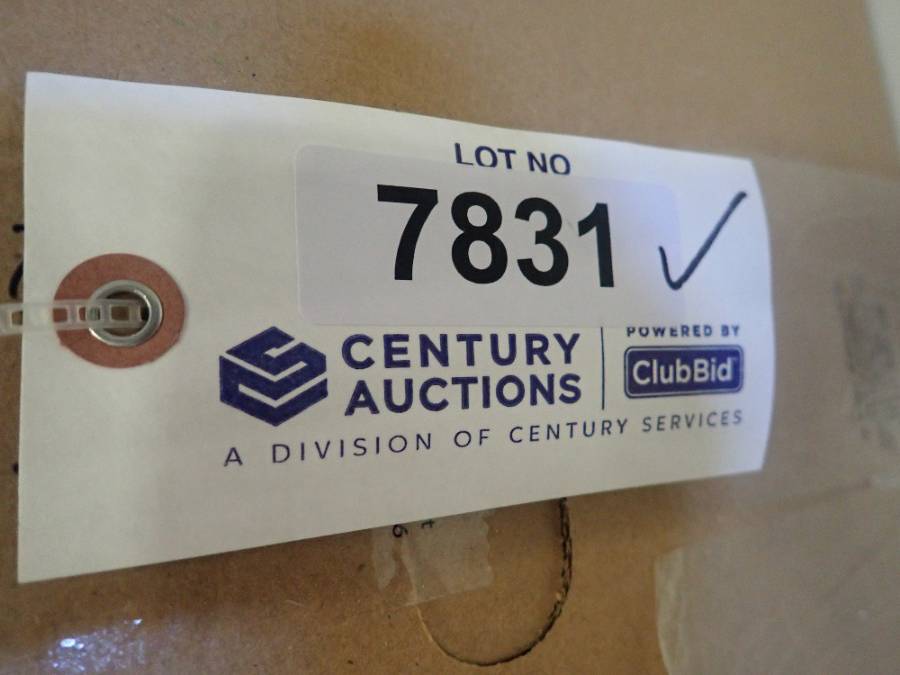 LOT NO
7831
CENTURY
AUCTIONS
POWERED BY
ClubBid
A DIVISION OF CENTURY SERVICES